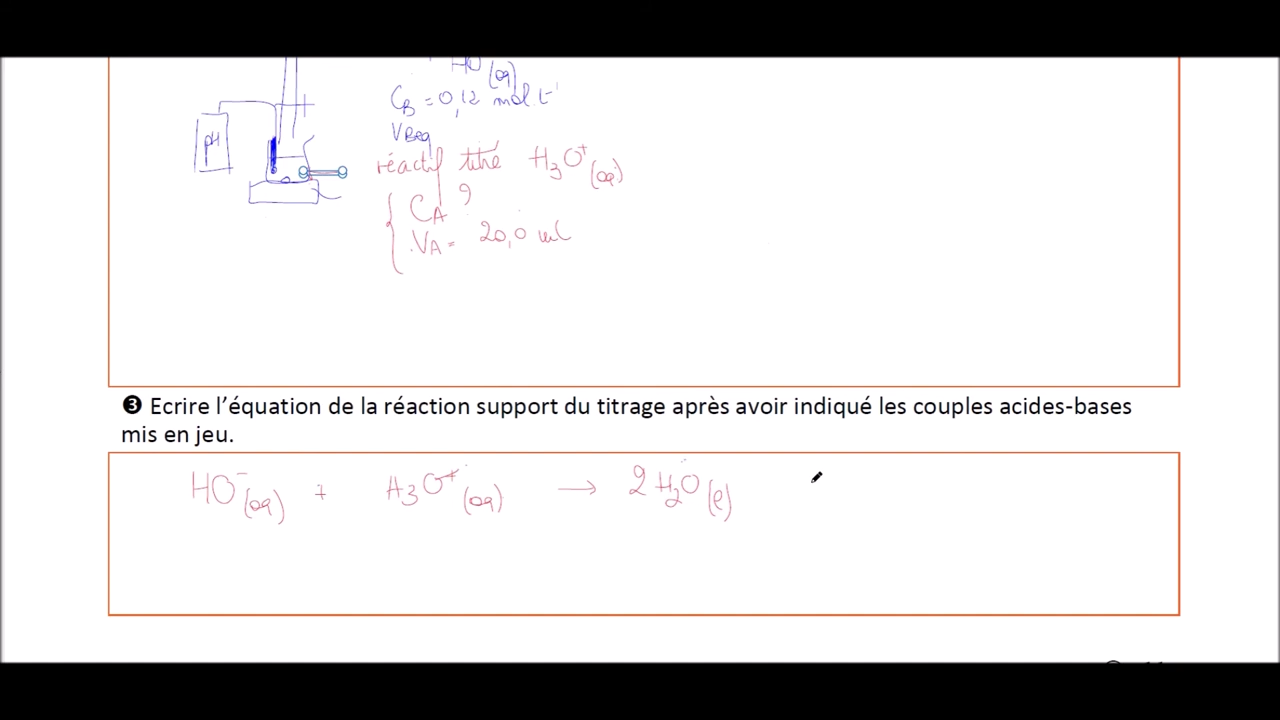 HO (aq)
CB = 0,12 mol.L-1
VBeq
pH
réactif titré H3O+ (aq)
CA ?
VA = 20,0 mL
❸ Ecrire l’équation de la réaction support du titrage après avoir indiqué les couples acides-bases
mis en jeu.
HO- (aq) + H3O+ (aq) → 2 H2O (l)